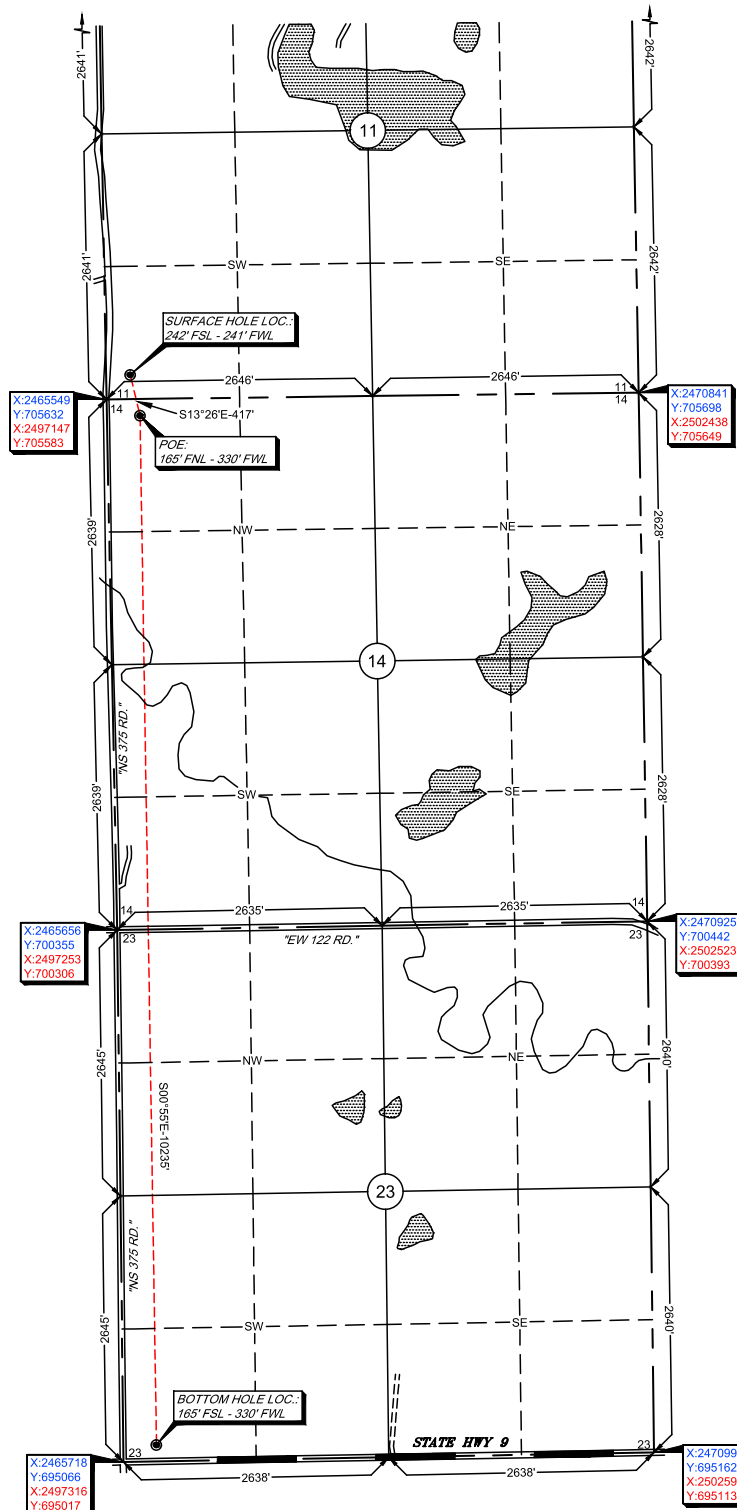 2641'
2642'
11
2641'
2642'
SW
SE
SURFACE HOLE LOC.:
242' FSL - 241' FWL
2646'
2646'
11
14
11
14
X:2465549
Y:705632
X:2497147
Y:705583
X:2470841
Y:705698
X:2502438
Y:705649
S13°26'E-417'
POE:
165' FNL - 330' FWL
2639'
2628'
NW
NE
14
"NS 375 RD."
2639'
2628'
SW
SE
14
23
2635'
2635'
14
23
"EW 122 RD."
X:2465656
Y:700355
X:2497253
Y:700306
X:2470925
Y:700442
X:2502523
Y:700393
2645'
2640'
NW
NE
S00°55'E-10235'
23
"NS 375 RD."
2645'
2640'
SW
SE
BOTTOM HOLE LOC.:
165' FSL - 330' FWL
23
STATE HWY 9
23
2638'
2638'
X:2465718
Y:695066
X:2497316
Y:695017
X:247099
Y:695162
X:250259
Y:695113